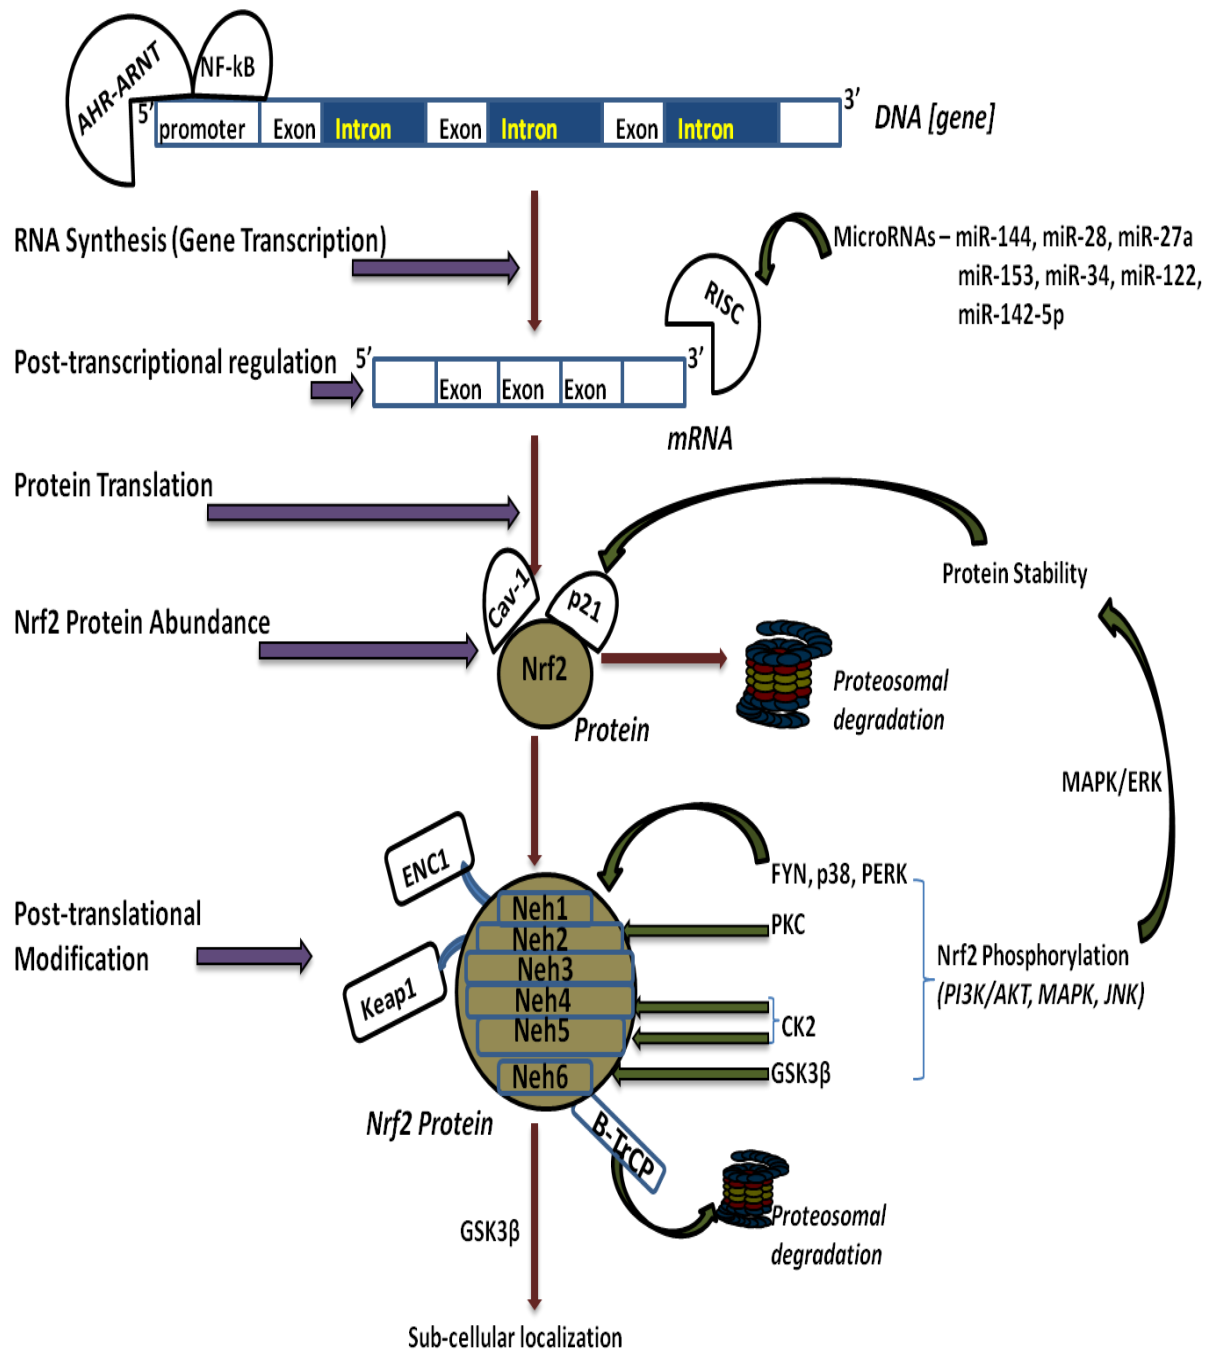 AHR-ARNT
NF-kB
5’
promoter
Exon
Intron
Exon
Intron
Exon
Intron
3’
DNA [gene]
RNA Synthesis (Gene Transcription)
MicroRNAs – miR-144, miR-28, miR-27a
miR-153, miR-34, miR-122,
miR-142-5p
RISC
Post-transcriptional regulation
5’
Exon
Exon
Exon
3’
mRNA
Protein Translation
Cav-1
p21
Protein Stability
Nrf2 Protein Abundance
Nrf2
Protein
Proteosomal
degradation
MAPK/ERK
ENC1
FYN, p38, PERK
Post-translational
Modification
Keap1
Neh1
Neh2
Neh3
Neh4
Neh5
Neh6
PKC
CK2
GSK3β
Nrf2 Phosphorylation
(PI3K/AKT, MAPK, JNK)
Nrf2 Protein
B-TrCP
Proteosomal
degradation
GSK3β
Sub-cellular localization